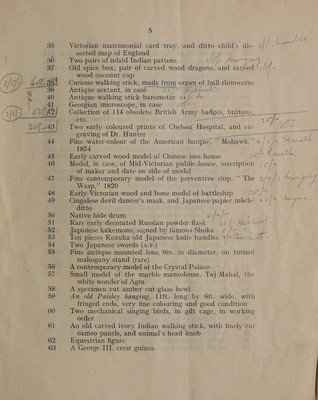 5
35 Victorian matrimonial card tray, and ditto child's dis-
sected map of England
36 Two pairs of inlaid Indian pattens
37 Old spice box, pair of carved wood dragons, and carved
wood coconut cup
38 Curious walking stick, made from organ of bull rhinoceros
39 Antique sextant, in case
40 Antique walking stick barometer
41 Georgian microscope, in case
42 Collection of 114 obsolete British Army badges, buttons,
etc.
43 Two early coloured prints of Chelsea Hospital, and en-
graving of Dr. Hunter
44 Fine water-colour of the American barque, "Mohawk,"
1874
45 Early carved wood model of Chinese joss house
46 Model, in case, of Mid-Victorian public-house, inscription
of maker and date on side of model
47 Fine contemporary model of the preventive ship, "The
Wasp," 1820
48 Early Victorian wood and bone model of battleship
49 Cingalese devil dancer's mask, and Japanese papier mâché
ditto
50 Native hide drum
51 Rare early decorated Russian powder flask
52 Japanese kakemono, signed by famous Shoka
53 Ten pieces Kozuka old Japanese knife handles
54 Two Japanese swords (A.F.)
55 Fine antique mounted lens, 9in. in diameter, on turned
mahogany stand (rare)
56 A contemporary model of the Crystal Palace
57 Small model of the marble mausoleum, Taj Mahal, the
white wonder of Agra
58 A specimen cut amber cut-glass bowl
59 An old Paisley hanging, 11ft. long by 6ft. wide, with
fringed ends, very fine colouring and good condition
60 Two mechanical singing birds, in gilt cage, in working
order
61 An old carved ivory Indian walking stick, with finely cut
cameo panels, and animal's head knob
62 Equestrian figure
63 A George III. crest guinea